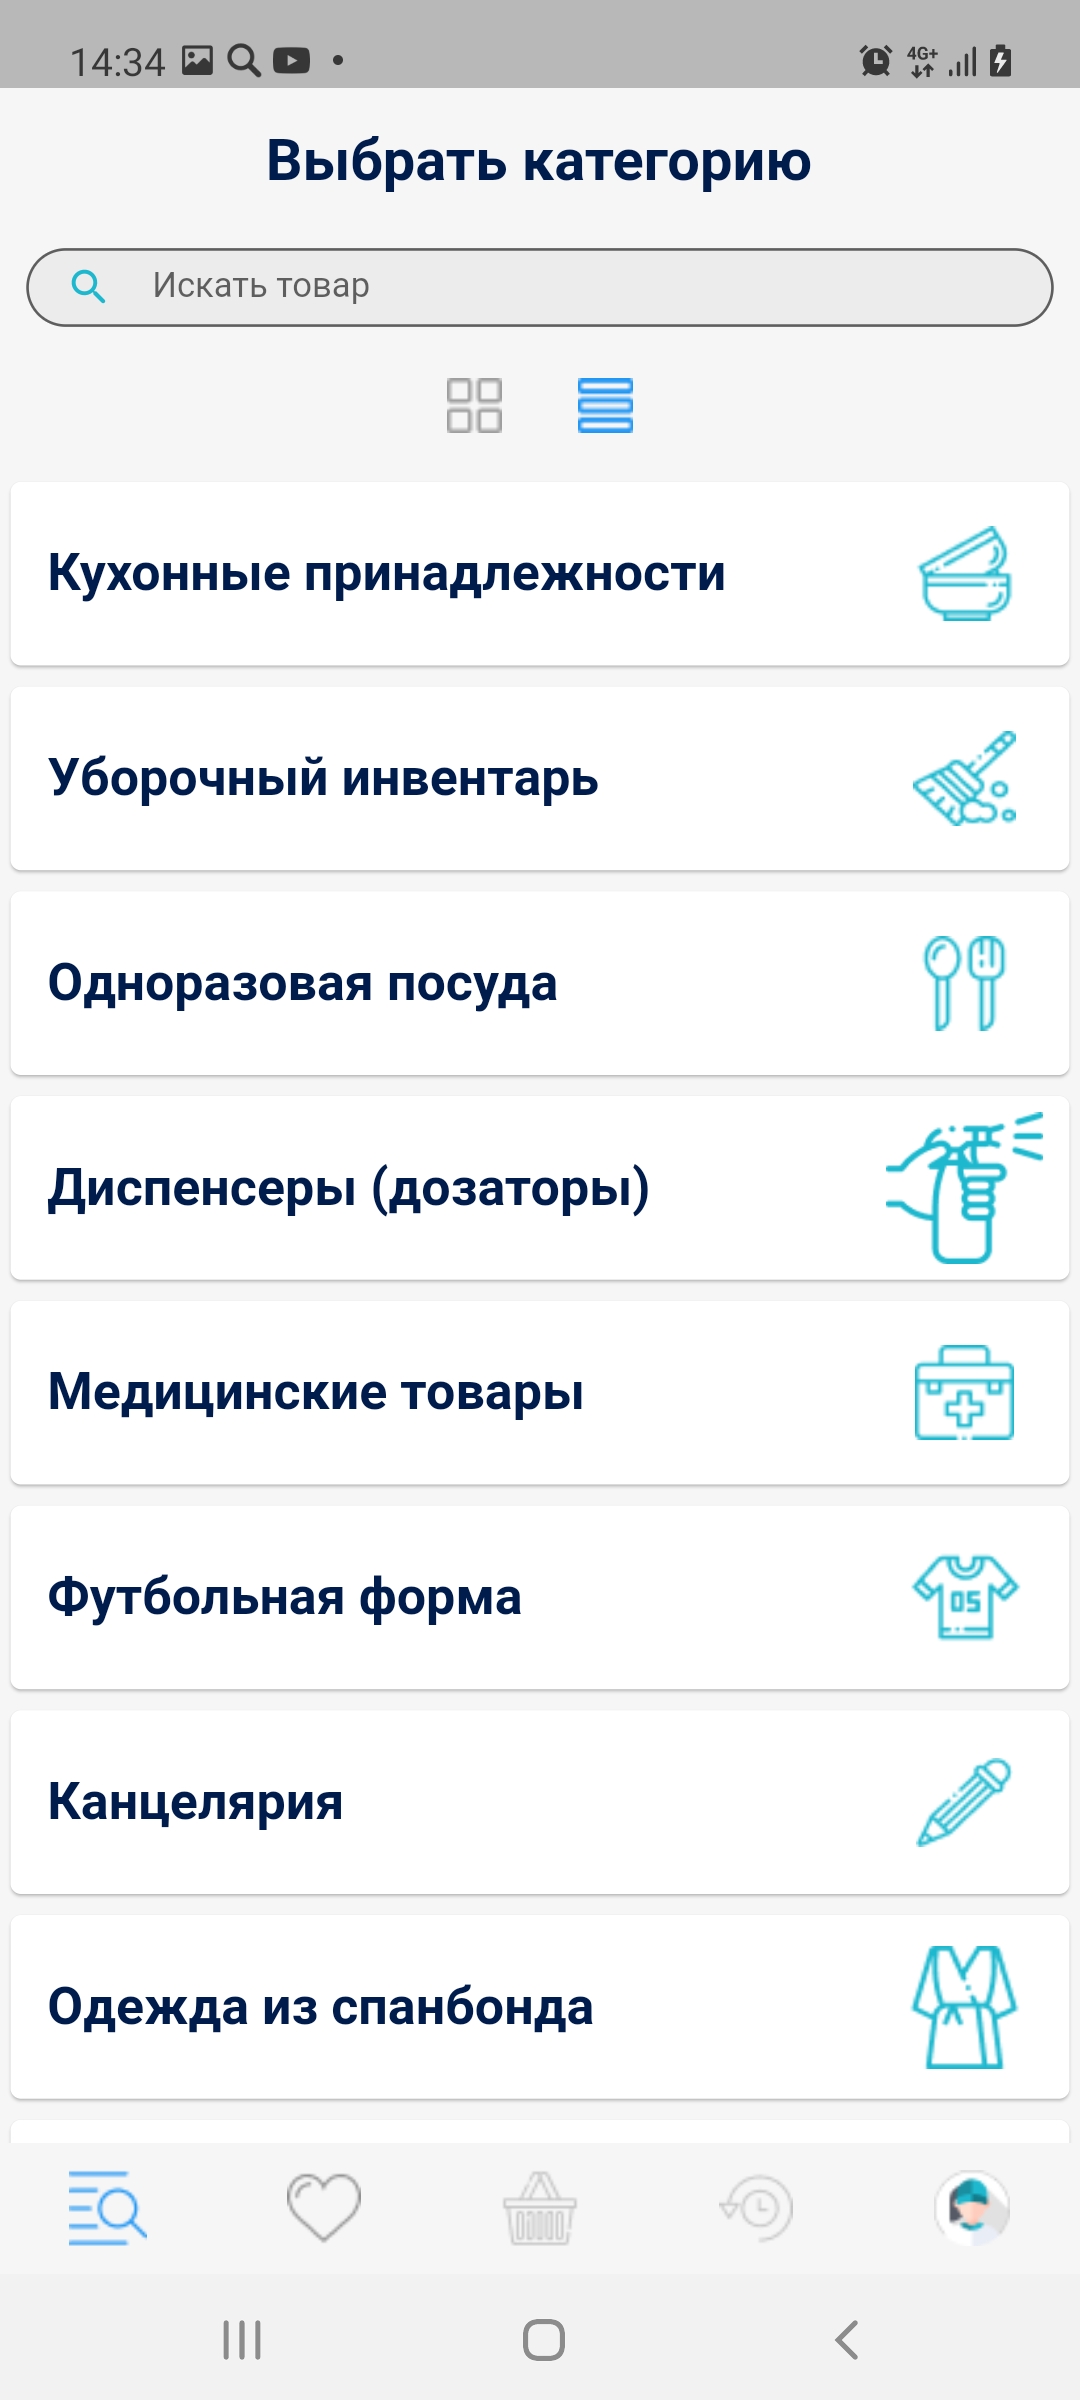 14:34
4G+
Выбрать категорию
Искать товар
Кухонные принадлежности
Уборочный инвентарь
Одноразовая посуда
Диспенсеры (дозаторы)
Медицинские товары
Футбольная форма
05
Канцелярия
Одежда из спанбонда